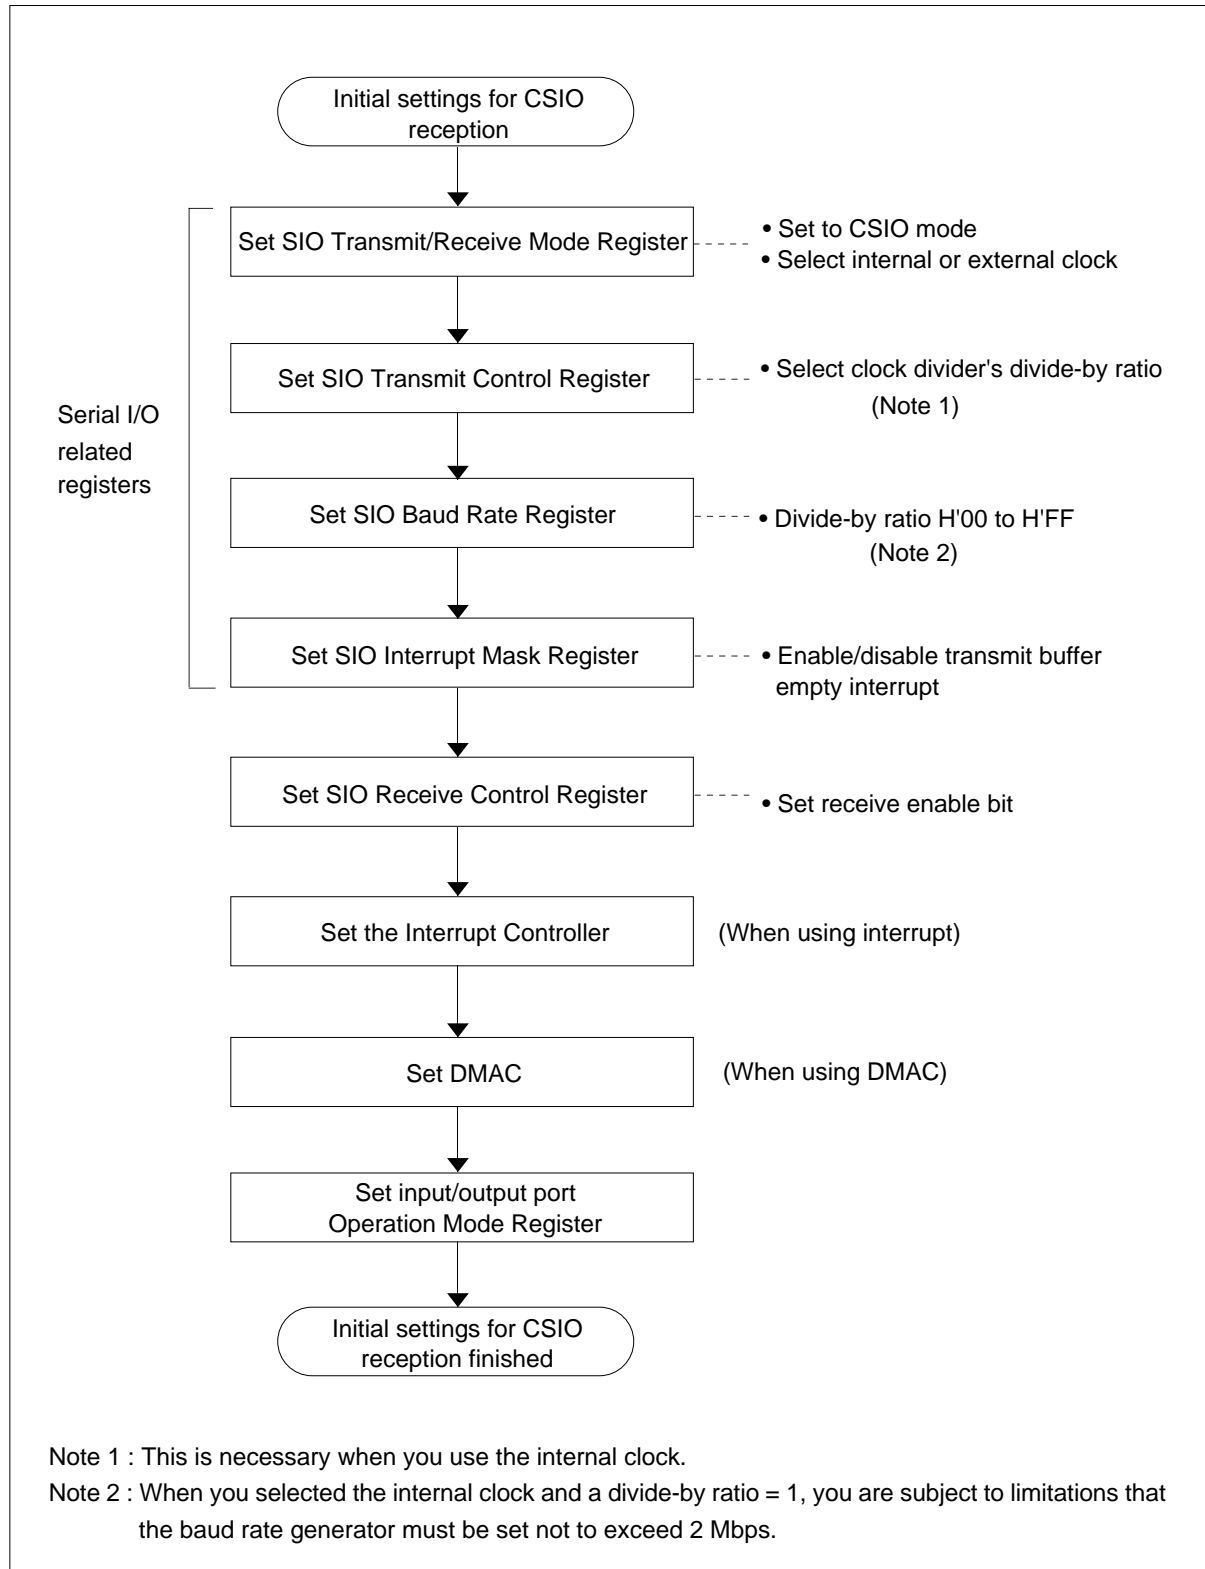 Initial settings for CSIO
reception
Set SIO Transmit/Receive Mode Register
• Set to CSIO mode
• Select internal or external clock
Set SIO Transmit Control Register
• Select clock divider's divide-by ratio
(Note 1)
Serial I/O
related
registers
Set SIO Baud Rate Register
• Divide-by ratio H'00 to H'FF
(Note 2)
Set SIO Interrupt Mask Register
• Enable/disable transmit buffer
empty interrupt
Set SIO Receive Control Register
• Set receive enable bit
Set the Interrupt Controller
(When using interrupt)
Set DMAC
(When using DMAC)
Set input/output port
Operation Mode Register
Initial settings for CSIO
reception finished
Note 1 : This is necessary when you use the internal clock.
Note 2 : When you selected the internal clock and a divide-by ratio = 1, you are subject to limitations that
the baud rate generator must be set not to exceed 2 Mbps.